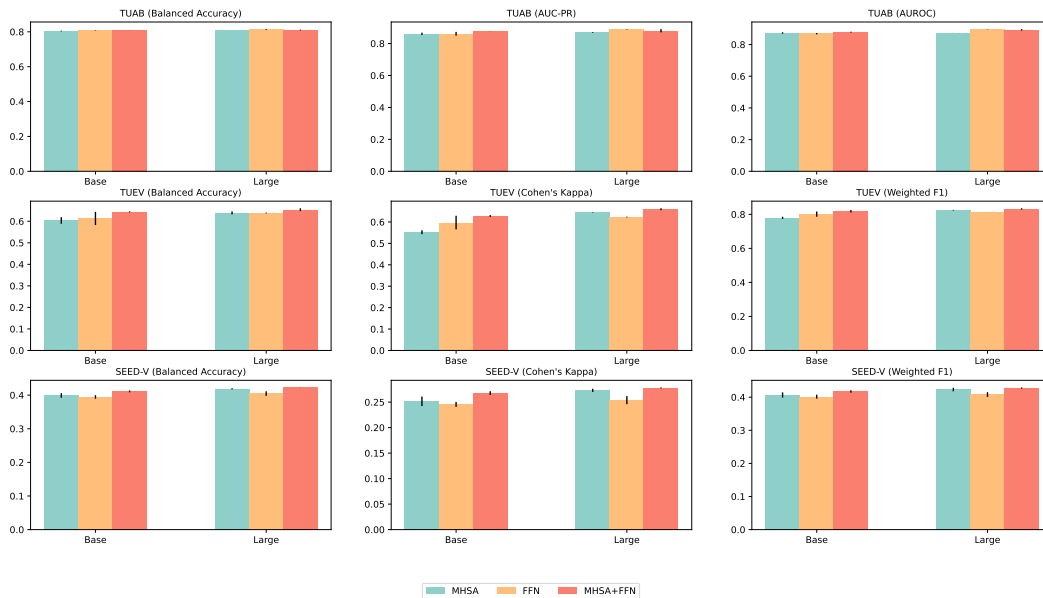 TUAB (Balanced Accuracy)
0.8
0.6
0.4
0.2
0.0
Base
Large
TUAB (AUC-PR)
0.8
0.6
0.4
0.2
0.0
Base
Large
TUAB (AUROC)
0.8
0.6
0.4
0.2
0.0
Base
Large
TUEV (Balanced Accuracy)
0.6
0.5
0.4
0.3
0.2
0.1
0.0
Base
Large
TUEV (Cohen's Kappa)
0.6
0.5
0.4
0.3
0.2
0.1
0.0
Base
Large
TUEV (Weighted F1)
0.8
0.6
0.4
0.2
0.0
Base
Large
SEED-V (Balanced Accuracy)
0.4
0.3
0.2
0.1
0.0
Base
Large
SEED-V (Cohen's Kappa)
0.25
0.20
0.15
0.10
0.05
0.00
Base
Large
SEED-V (Weighted F1)
0.4
0.3
0.2
0.1
0.0
Base
Large
MHSA FFN MHSA+FFN